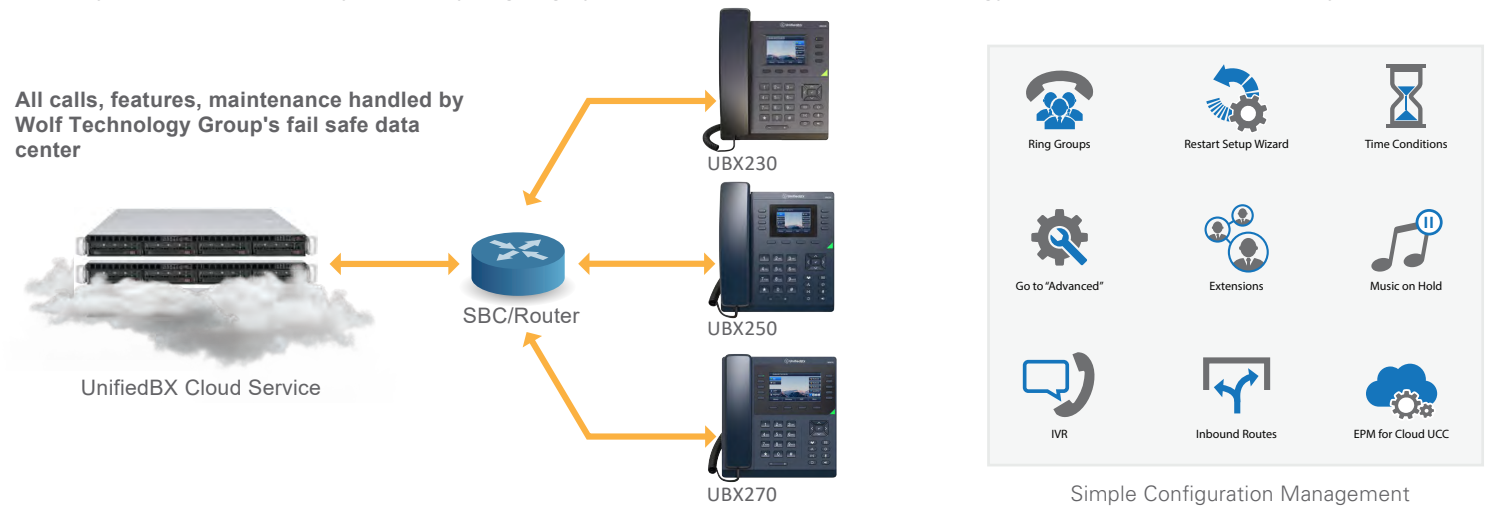 All calls, features, maintenance handled by
Wolf Technology Group's fail safe data
center
UnifiedBX Cloud Service
SBC/Router
UBX230
UBX250
UBX270
Ring Groups
Restart Setup Wizard
Time Conditions
Go to “Advanced”
Extensions
Music on Hold
IVR
Inbound Routes
EPM for Cloud UCC
Simple Configuration Management